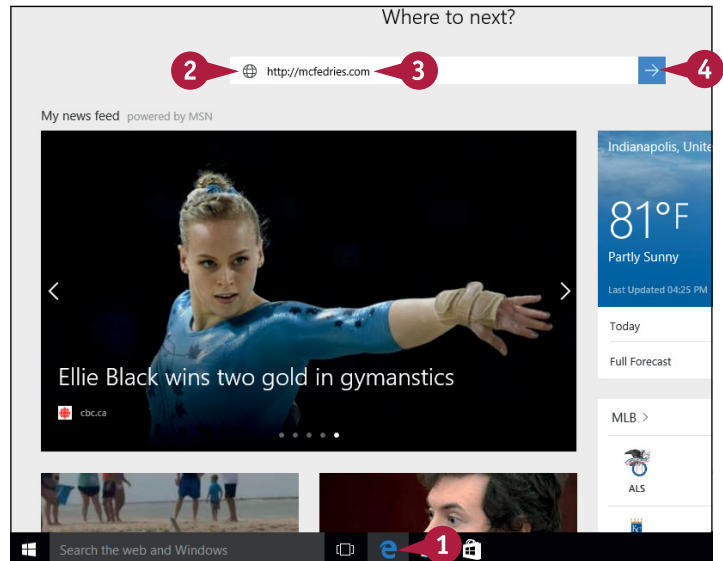 Where to next?
2
http://mcfedries.com
3
4
My news feed powered by MSN
Indianapolis, Unite
81°F
Partly Sunny
Last Updated 04:25 PM
Today
Full Forecast
Ellie Black wins two gold in gymanstics
cbc.ca
MLB >
ALS
KC
Search the web and Windows
1